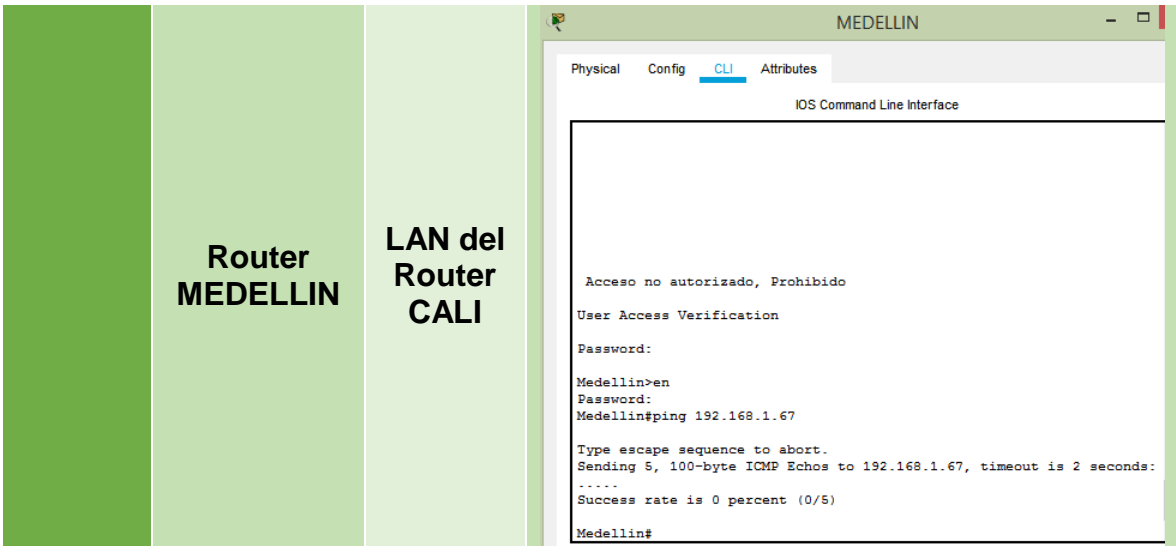 Router
MEDELLIN
LAN del
Router
CALI
MEDELLIN
Physical Config CLI Attributes
IOS Command Line Interface
Acceso no autorizado, Prohibido
User Access Verification
Password:
Medellin>en
Password:
Medellin#ping 192.168.1.67
Type escape sequence to abort.
Sending 5, 100-byte ICMP Echos to 192.168.1.67, timeout is 2 seconds:
.....
Success rate is 0 percent (0/5)
Medellin#